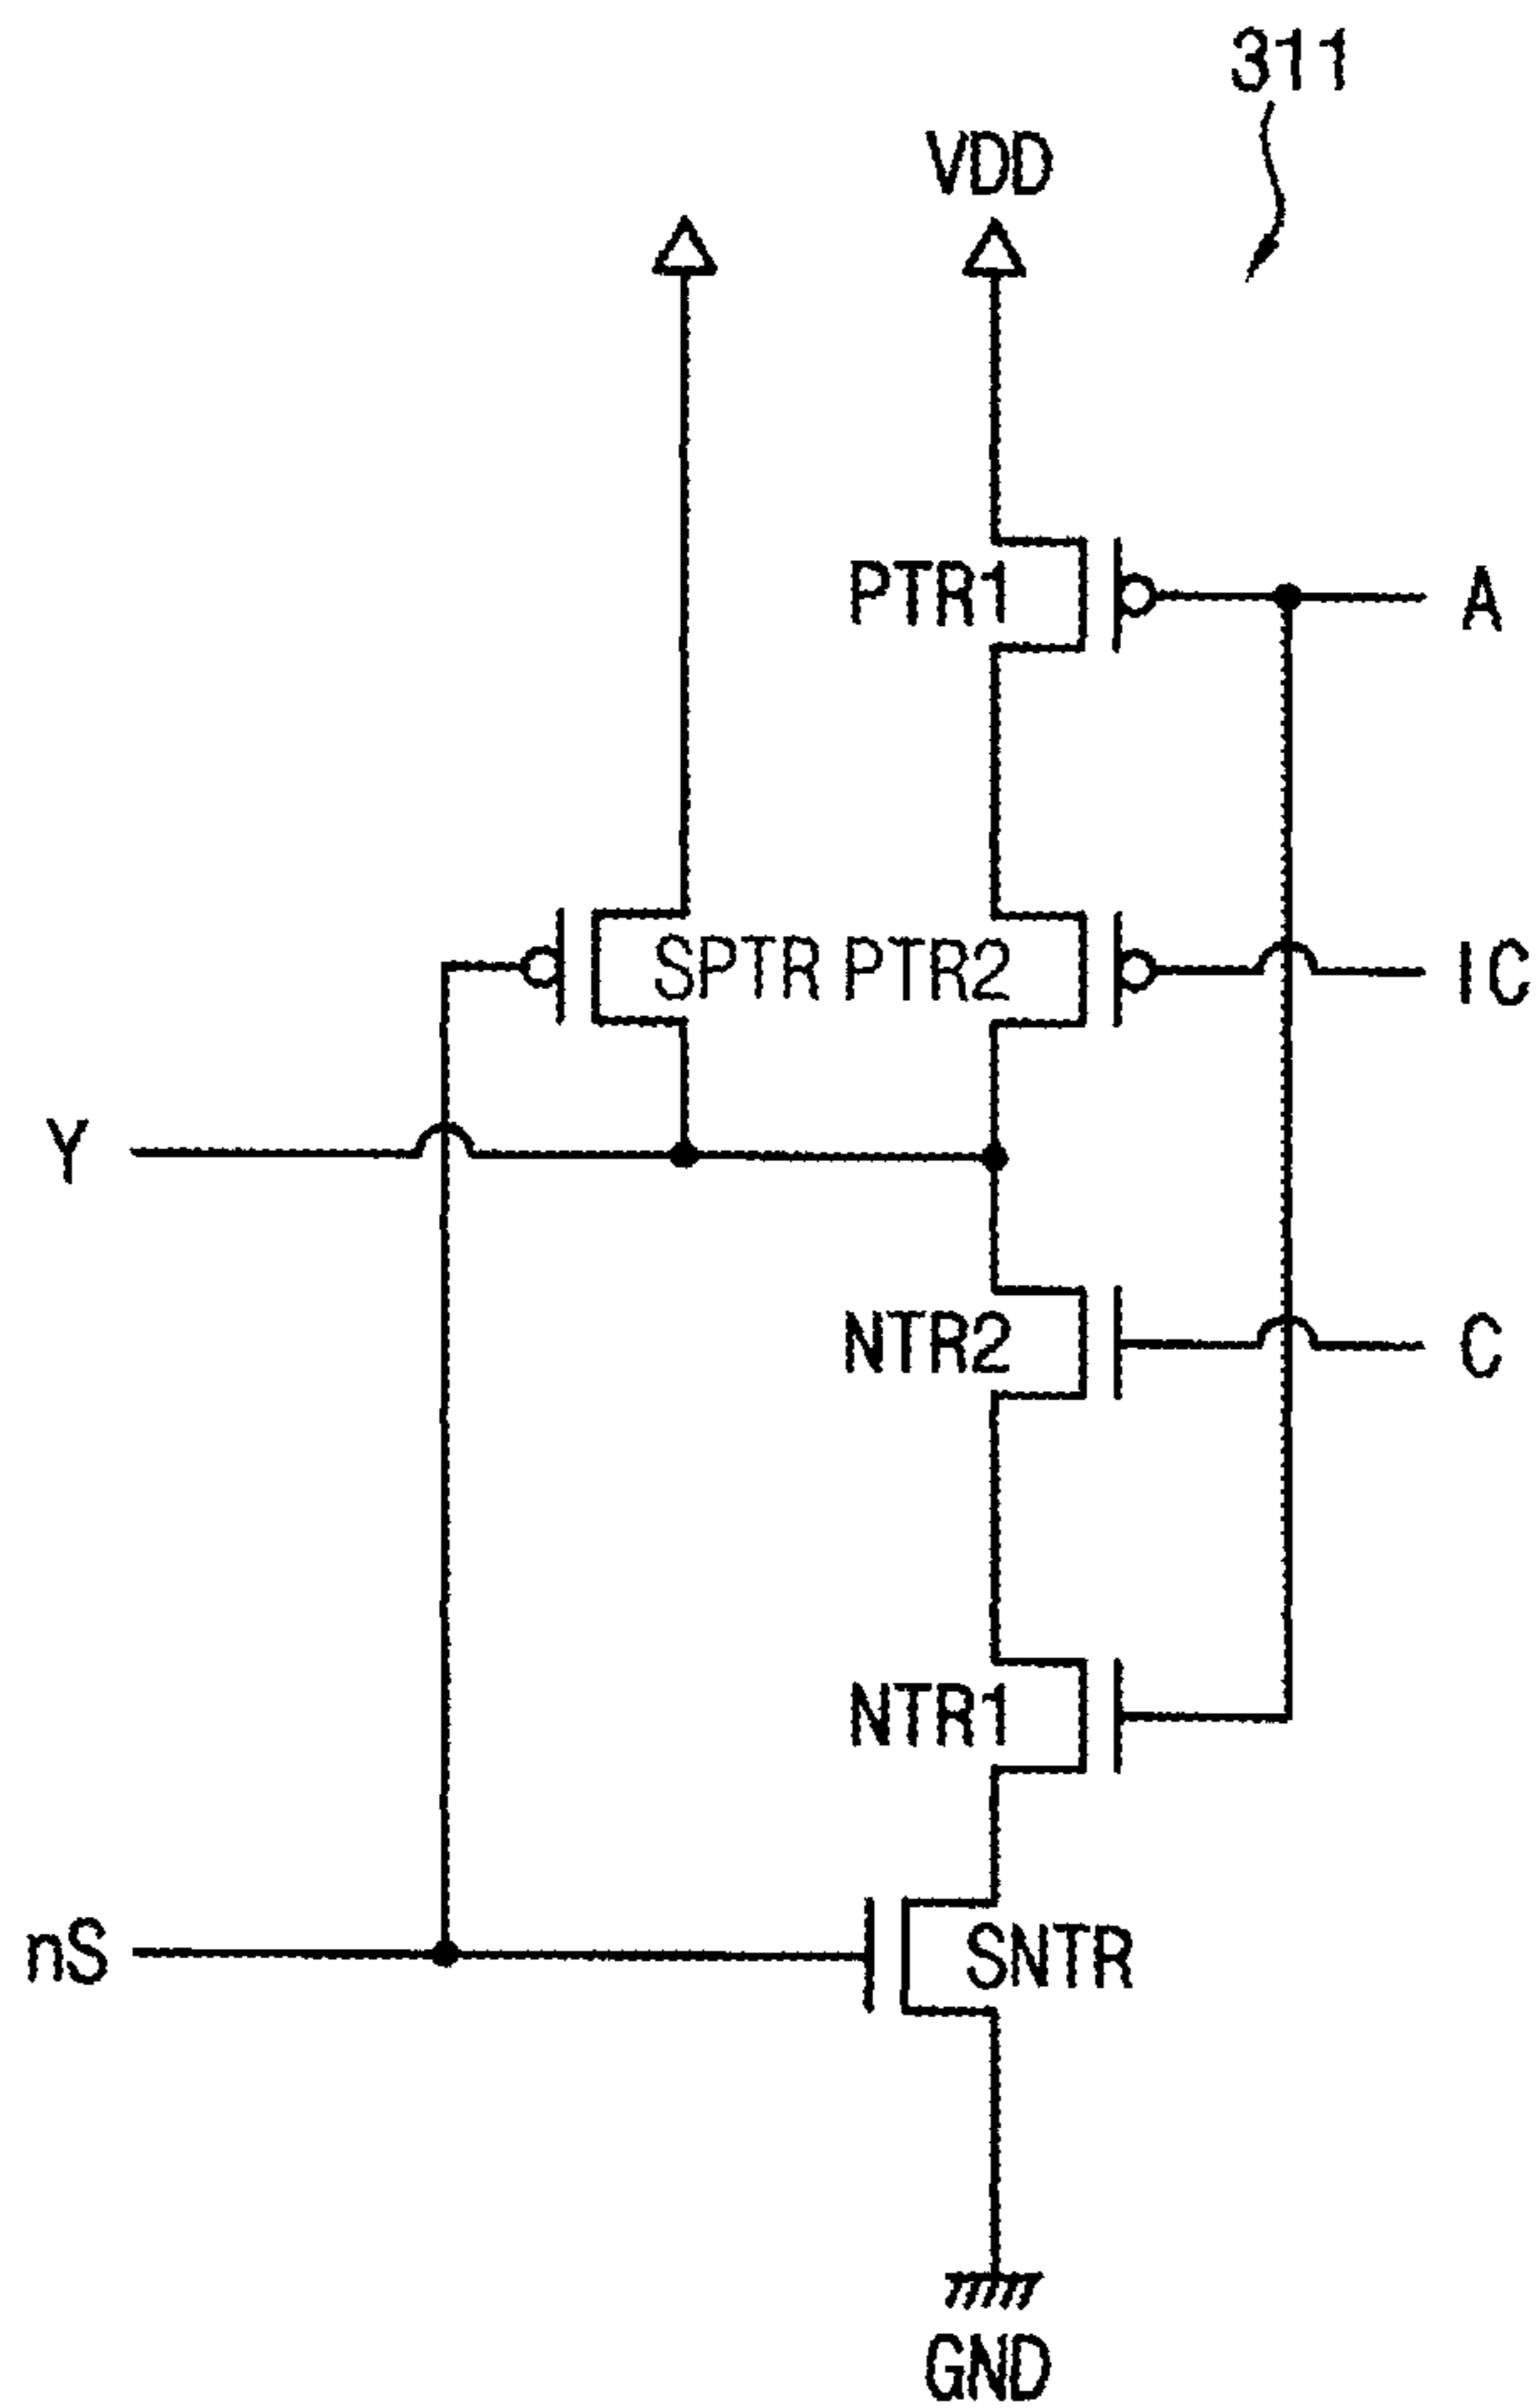 311
VDD
PTR1
A
SPTR
PTR2
IC
Y
NTR2
C
NTR1
nS
SNTR
GND